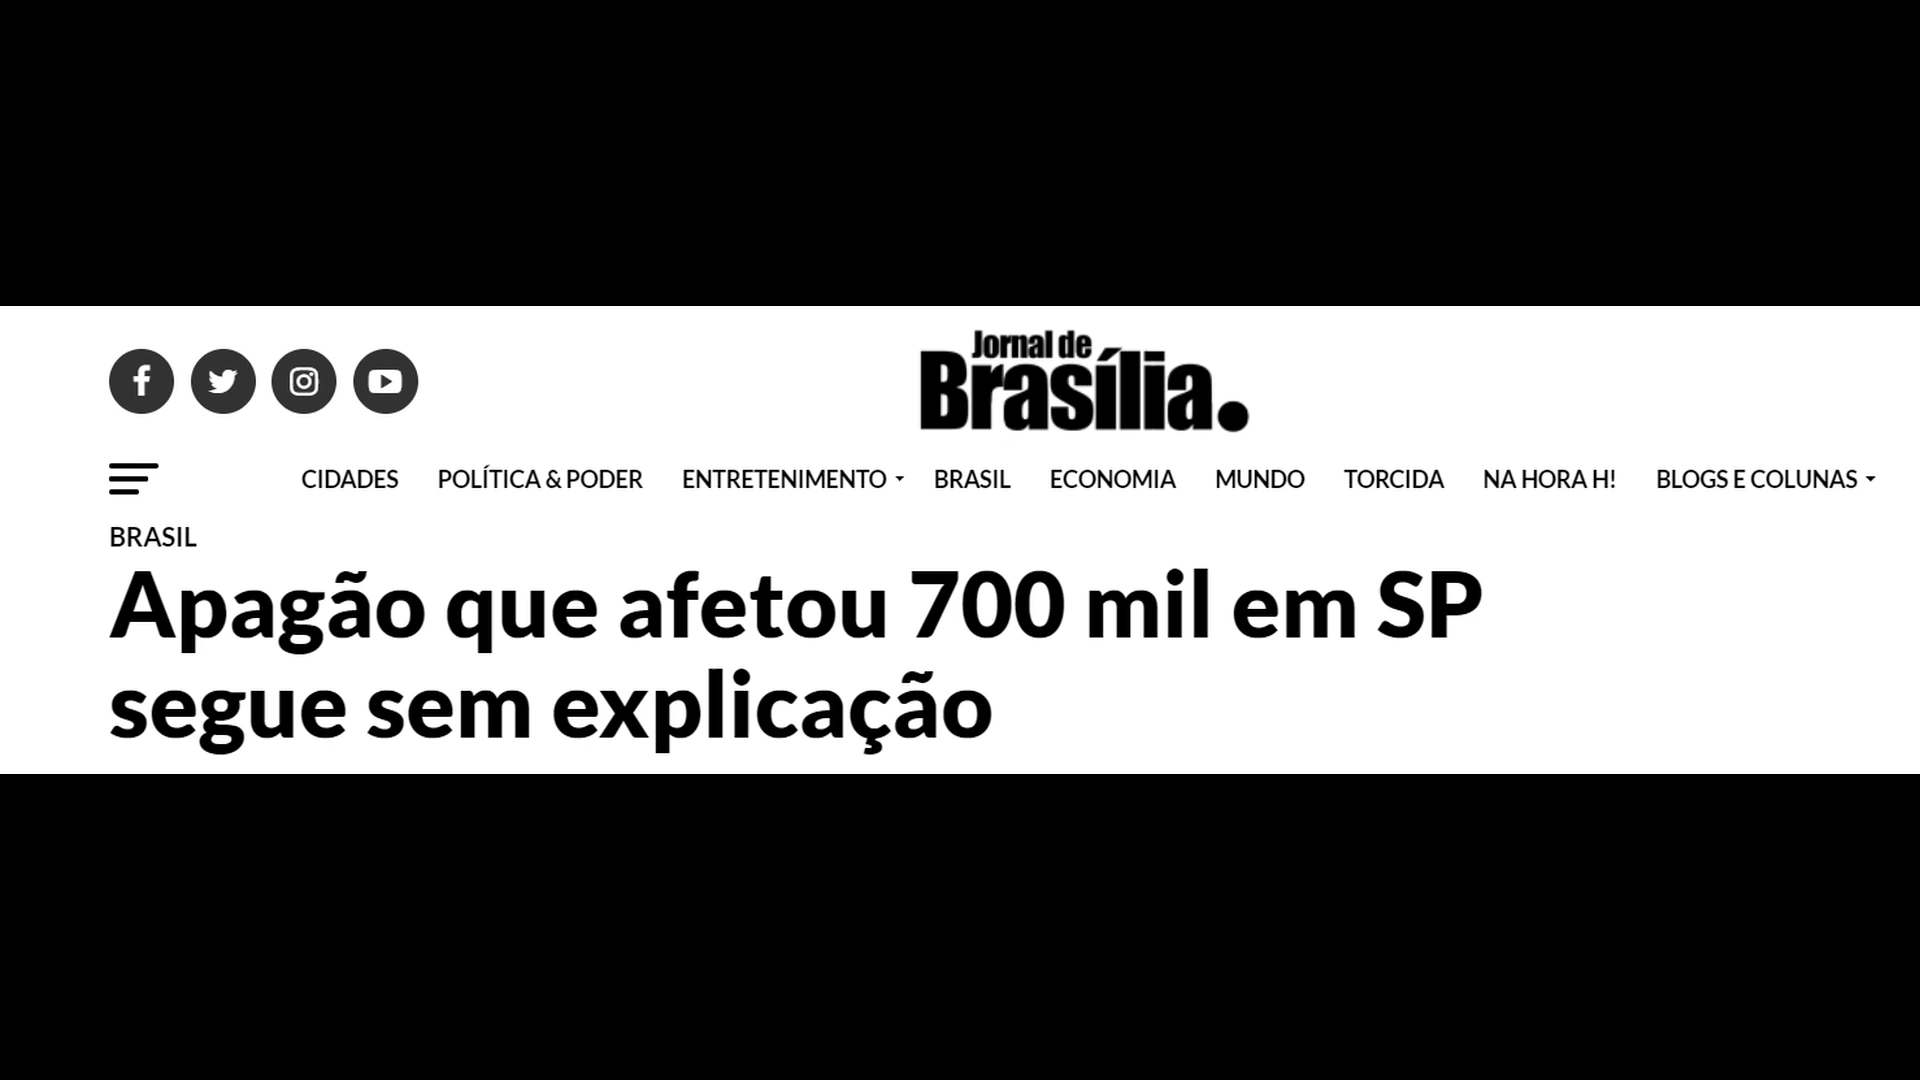 Jornal de
Brasília.
CIDADES POLÍTICA & PODER ENTRETENIMENTO BRASIL ECONOMIA MUNDO TORCIDA NA HORA H! BLOGS E COLUNAS
BRASIL
Apagão que afetou 700 mil em SP
segue sem explicação